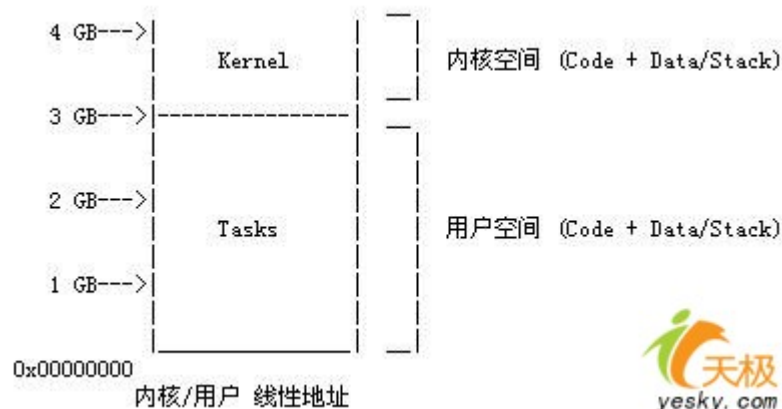 4 GB--->
Kernel
内核空间 (Code + Data/Stack)
3 GB--->
2 GB--->
Tasks
用户空间 (Code + Data/Stack)
1 GB--->
0x00000000
内核/用户 线性地址
天极
yesky.com